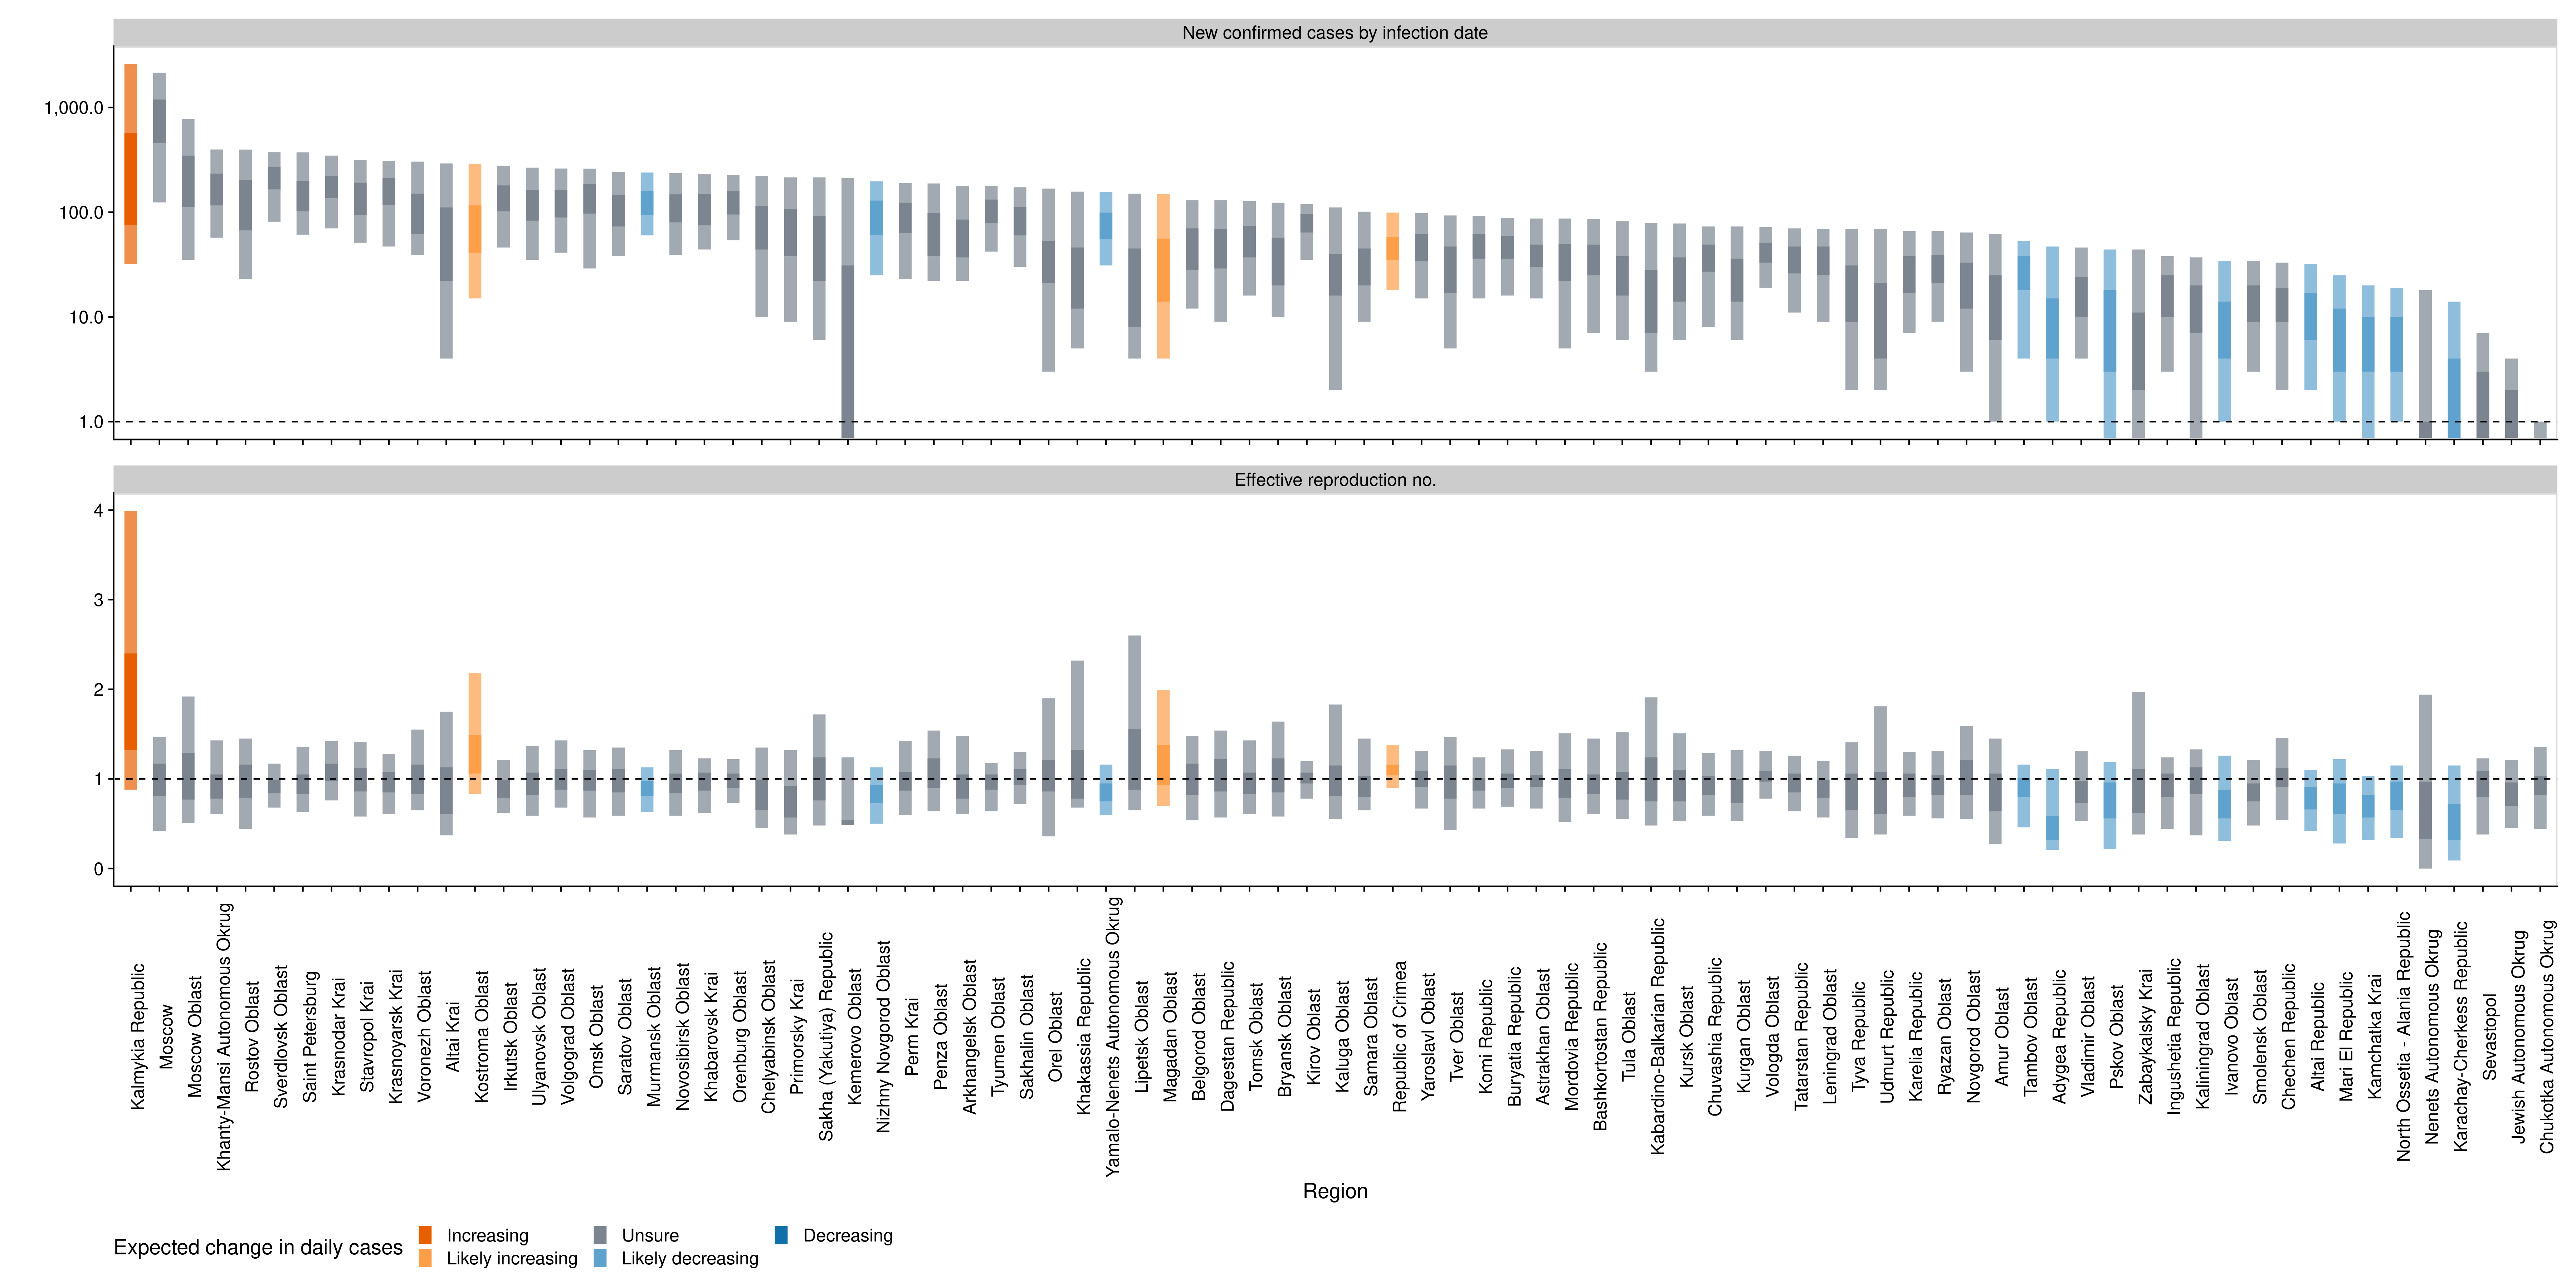 New confirmed cases by infection date
1,000.0
100.0
10.0
1.0
Effective reproduction no.
4
3
2
1
0
Kalmykia Republic
Moscow
Moscow Oblast
Khanty-Mansi Autonomous Okrug
Rostov Oblast
Sverdlovsk Oblast
Saint Petersburg
Krasnodar Krai
Stavropol Krai
Krasnoyarsk Krai
Voronezh Oblast
Altai Krai
Kostroma Oblast
Irkutsk Oblast
Ulyanovsk Oblast
Volgograd Oblast
Omsk Oblast
Saratov Oblast
Murmansk Oblast
Novosibirsk Oblast
Khabarovsk Krai
Orenburg Oblast
Chelyabinsk Oblast
Primorsky Krai
Sakha (Yakutiya) Republic
Kemerovo Oblast
Nizhny Novgorod Oblast
Perm Krai
Penza Oblast
Arkhangelsk Oblast
Tyumen Oblast
Sakhalin Oblast
Orel Oblast
Khakassia Republic
Yamalo-Nenets Autonomous Okrug
Lipetsk Oblast
Magadan Oblast
Belgorod Oblast
Dagestan Republic
Tomsk Oblast
Bryansk Oblast
Kirov Oblast
Kaluga Oblast
Samara Oblast
Republic of Crimea
Yaroslavl Oblast
Tver Oblast
Komi Republic
Buryatia Republic
Astrakhan Oblast
Mordovia Republic
Bashkortostan Republic
Tula Oblast
Kabardino-Balkarian Republic
Kursk Oblast
Chuvashia Republic
Kurgan Oblast
Vologda Oblast
Tatarstan Republic
Leningrad Oblast
Tyva Republic
Udmurt Republic
Karelia Republic
Ryazan Oblast
Novgorod Oblast
Amur Oblast
Tambov Oblast
Adygea Republic
Vladimir Oblast
Pskov Oblast
Zabaykalsky Krai
Ingushetia Republic
Kaliningrad Oblast
Ivanovo Oblast
Smolensk Oblast
Chechen Republic
Altai Republic
Mari El Republic
Kamchatka Krai
North Ossetia - Alania Republic
Nenets Autonomous Okrug
Karachay-Cherkess Republic
Sevastopol
Jewish Autonomous Okrug
Chukotka Autonomous Okrug
Region
Expected change in daily cases
Increasing
Unsure
Decreasing
Likely increasing
Likely decreasing